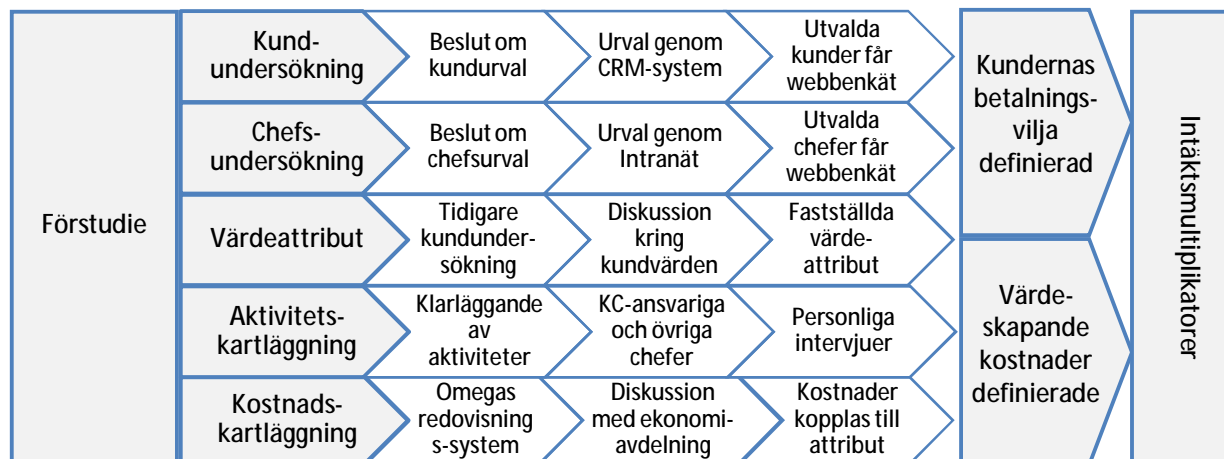 Förstudie
Kund-
undersökning
Beslut om
kundurval
Urval genom
CRM-system
Utvalda
kunder får
webbenkät
Chefs-
undersökning
Beslut om
chefsurval
Urval genom
Intranät
Utvalda
chefer får
webbenkät
Värdeattribut
Tidigare
kundunder-
sökning
Diskussion
kring
kundvärden
Fastställda
värde-
attribut
Aktivitets-
kartläggning
Klarläggande
av
aktiviteter
KC-ansvariga
och övriga
chefer
Personliga
intervjuer
Kostnads-
kartläggning
Omegas
redovisning
s-system
Diskussion
med ekonomi-
avdelning
Kostnader
kopplas till
attribut
Kundernas
betalnings-
vilja
definierad
Värde-
skapande
kostnader
definierade
Intäktsmultiplikatorer